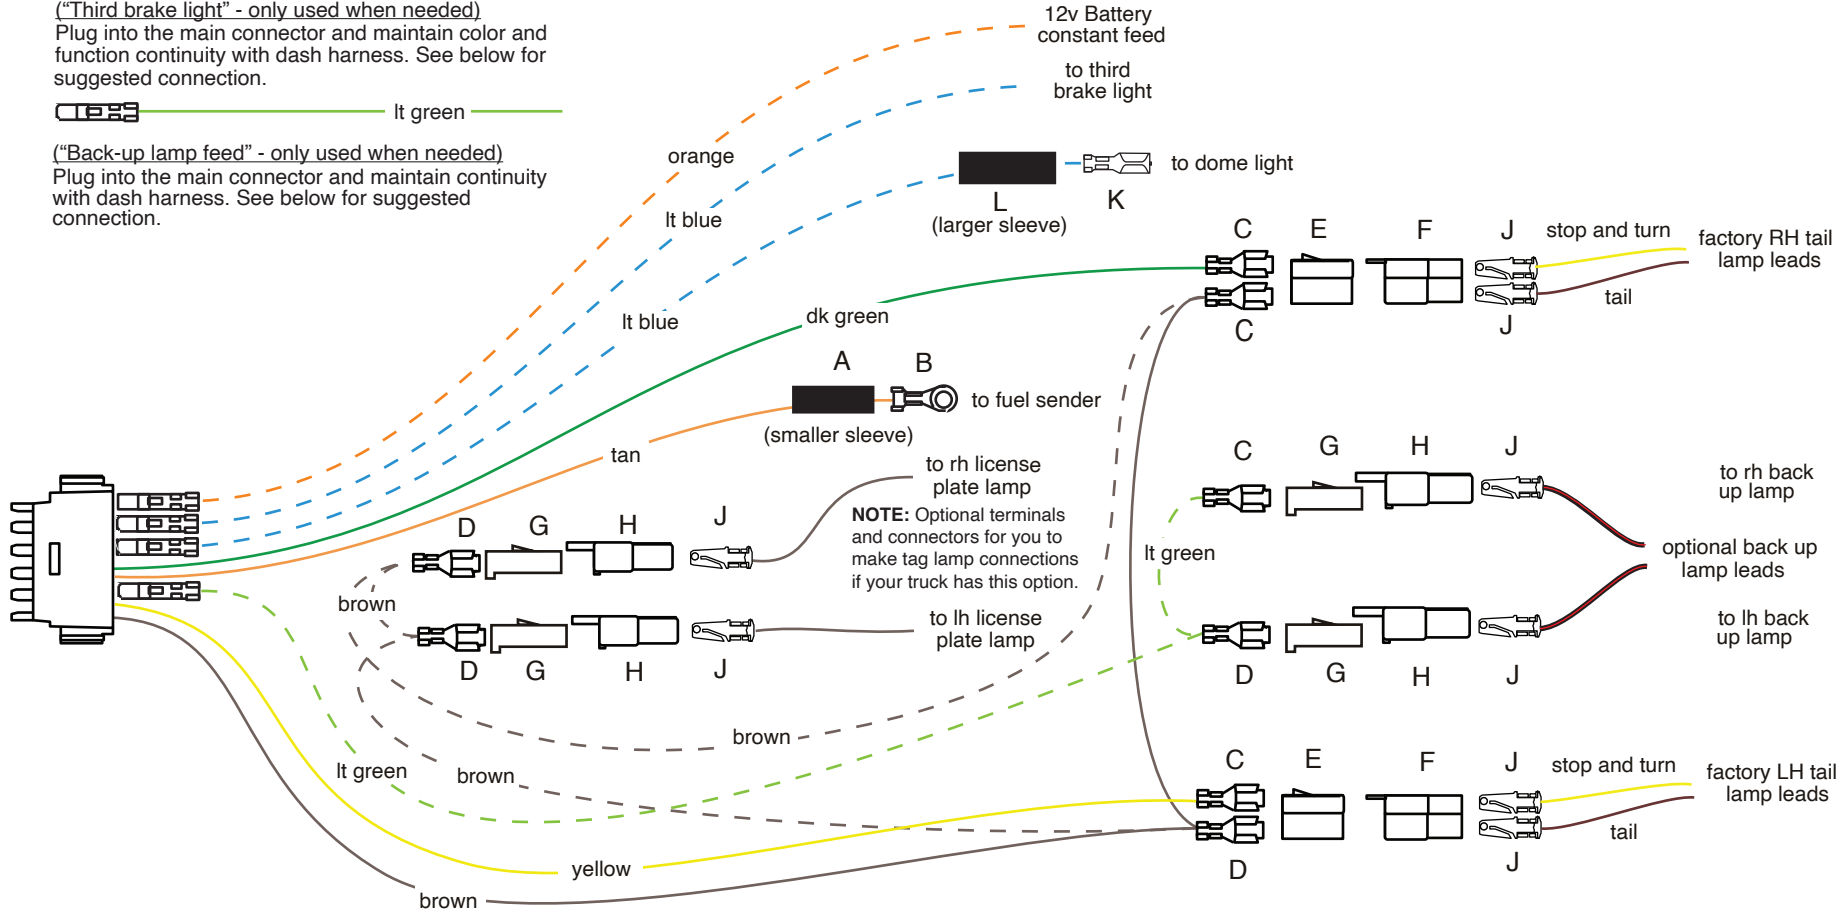 ("Third brake light" - only used when needed)
Plug into the main connector and maintain color and
function continuity with dash harness. See below for
suggested connection.
lt green
("Back-up lamp feed" - only used when needed)
Plug into the main connector and maintain continuity
with dash harness. See below for suggested
connection.
12v Battery
constant feed
to third
brake light
orange
lt blue
to dome light
L
K
(larger sleeve)
lt blue
dk green
C
E
F
J
stop and turn
factory RH tail
lamp leads
tail
C
J
A
B
to fuel sender
(smaller sleeve)
tan
to rh license
plate lamp
NOTE: Optional terminals
and connectors for you to
make tag lamp connections
if your truck has this option.
D
G
H
J
brown
to lh license
plate lamp
D
G
H
J
C
G
H
J
to rh back
up lamp
lt green
optional back up
lamp leads
to lh back
up lamp
D
G
H
J
brown
lt green
brown
C
E
F
J
stop and turn
factory LH tail
lamp leads
tail
D
J
yellow
brown